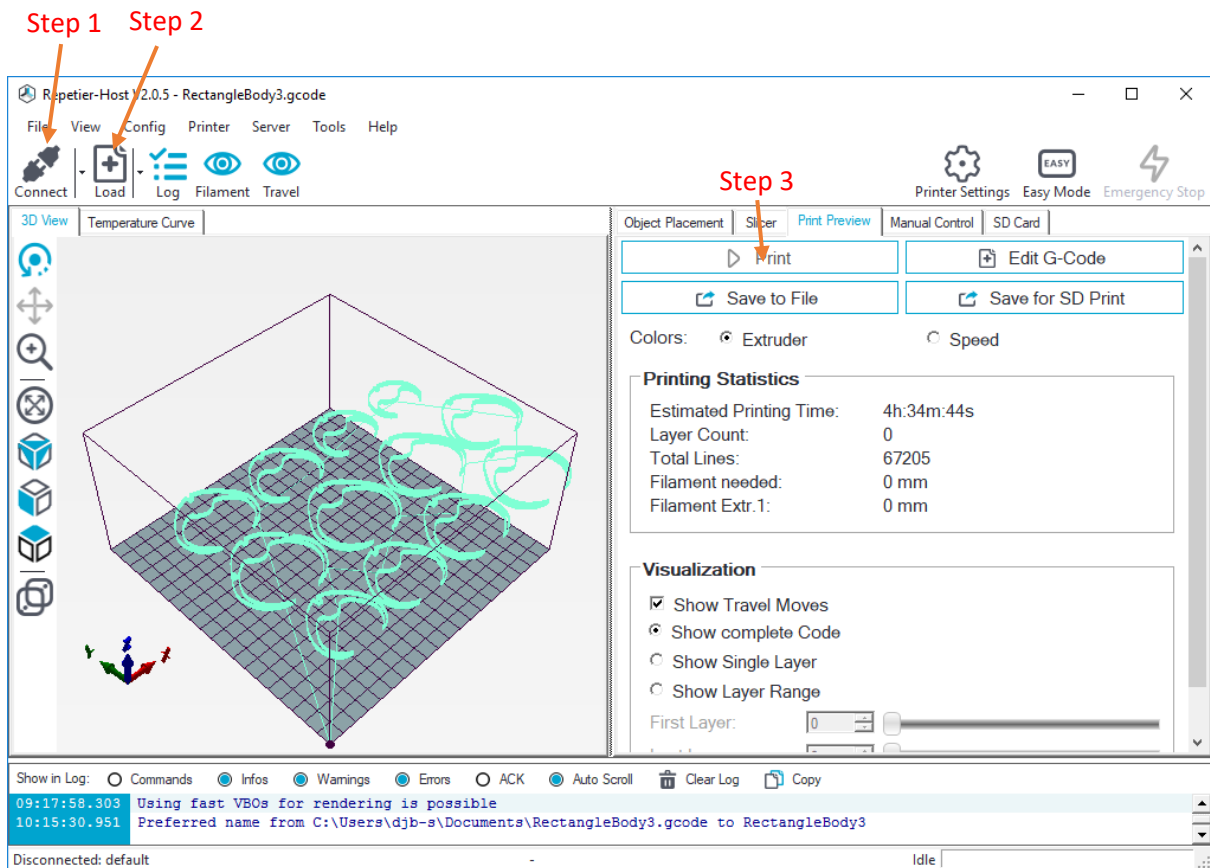 Step 1 Step 2
Repetier-Host V2.0.5 - RectangleBody3.gcode
File View Config Printer Server Tools Help
Connect Load Log Filament Travel
Step 3
Printer Settings EASY Easy Mode Emergency Stop
3D View Temperature Curve
Object Placement Slicer Print Preview Manual Control SD Card
Print Edit G-Code
Save to File Save for SD Print
Colors: Extruder Speed
Printing Statistics
Estimated Printing Time: 4h:34m:44s
Layer Count: 0
Total Lines: 67205
Filament needed: 0 mm
Filament Extr.1: 0 mm
Visualization
Show Travel Moves
Show complete Code
Show Single Layer
Show Layer Range
First Layer: 0
Y Z X
Show in Log: Commands Infos Warnings Errors ACK Auto Scroll Clear Log Copy
09:17:58.303 Using fast VBOs for rendering is possible
10:15:30.951 Preferred name from C:\Users\djb-s\Documents\RectangleBody3.gcode to RectangleBody3
Disconnected: default - Idle